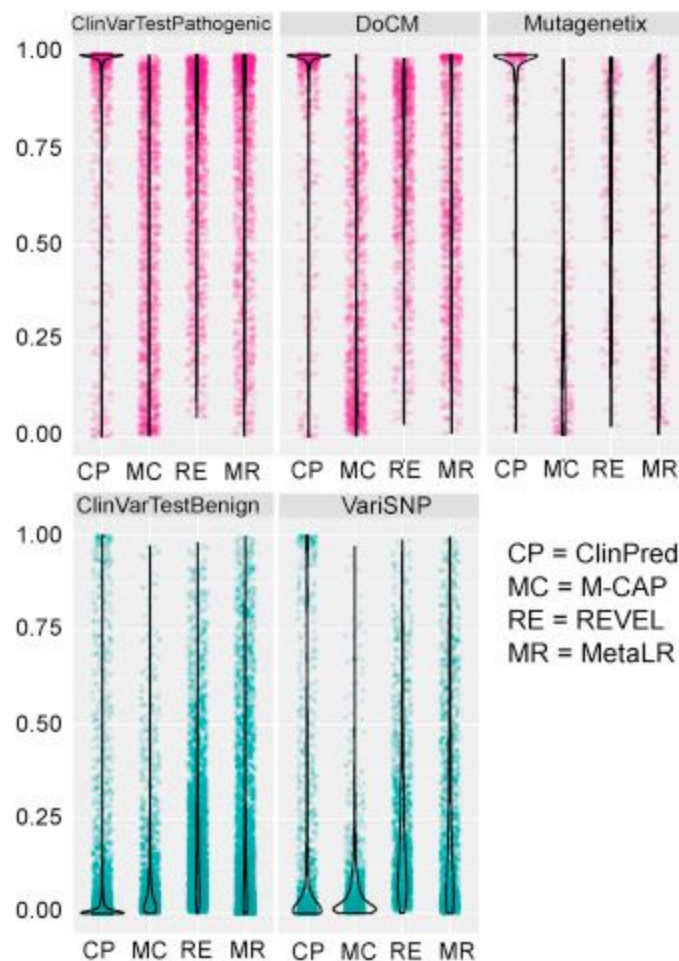 ClinVarTestPathogenic DoCM Mutagenetix
1.00
0.75
0.50
0.25
0.00
CP MC RE MR CP MC RE MR CP MC RE MR
ClinVarTestBenign VariSNP
1.00
0.75
0.50
0.25
0.00
CP MC RE MR CP MC RE MR
CP = ClinPred
MC = M-CAP
RE = REVEL
MR = MetaLR